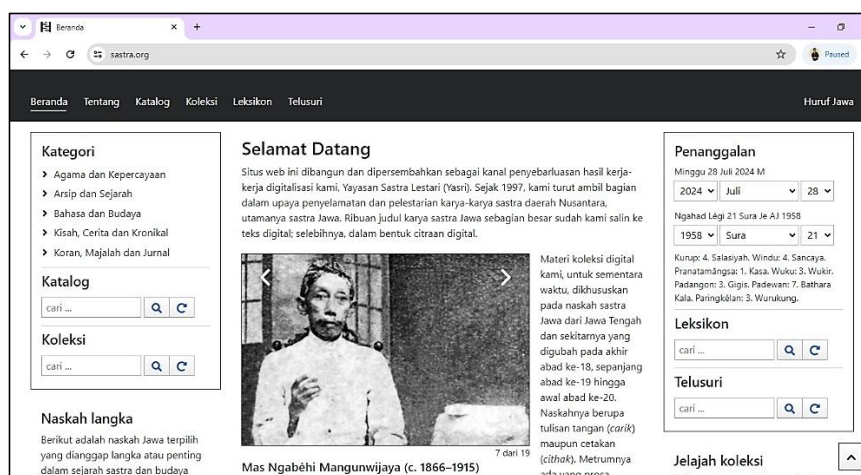 Beranda
sastra.org
Paused
Beranda Tentang Katalog Koleksi Leksikon Telusuri Huruf Jawa
Kategori
Agama dan Kepercayaan
Arsip dan Sejarah
Bahasa dan Budaya
Kisah, Cerita dan Kronikal
Koran, Majalah dan Jurnal
Katalog
cari ...
Koleksi
cari ...
Naskah langka
Berikut adalah naskah Jawa terpilih
yang dianggap langka atau penting
dalam sejarah sastra dan budaya
Selamat Datang
Situs web ini dibangun dan dipersembahkan sebagai kanal penyebarluasan hasil kerja-
kerja digitalisasi kami, Yayasan Sastra Lestari (Yasri). Sejak 1997, kami turut ambil bagian
dalam upaya penyelamatan dan pelestarian karya-karya sastra daerah Nusantara,
utamanya sastra Jawa. Ribuan judul karya sastra Jawa sebagian besar sudah kami salin ke
teks digital; selebihnya, dalam bentuk citraan digital.
7 dari 19
Mas Ngabèhi Mangunwijaya (c. 1866–1915)
Materi koleksi digital
kami, untuk sementara
waktu, dikhususkan
pada naskah sastra
Jawa dari Jawa Tengah
dan sekitarnya yang
digubah pada akhir
abad ke-18, sepanjang
abad ke-19 hingga
awal abad ke-20.
Naskahnya berupa
tulisan tangan (carik)
maupun cetakan
(cithak). Metrumnya
ada yang prosa
Penanggalan
Minggu 28 Juli 2024 M
2024 Juli 28
Ngahad Lêgi 21 Sura Je AJ 1958
1958 Sura 21
Kurup: 4. Salasiyah. Windu: 4. Sancaya.
Pranatamăngsa: 1. Kasa. Wuku: 3. Wukir.
Padangon: 3. Gigis. Padewan: 7. Bathara
Kala. Paringkêlan: 3. Wurukung.
Leksikon
cari ...
Telusuri
cari ...
Jelajah koleksi